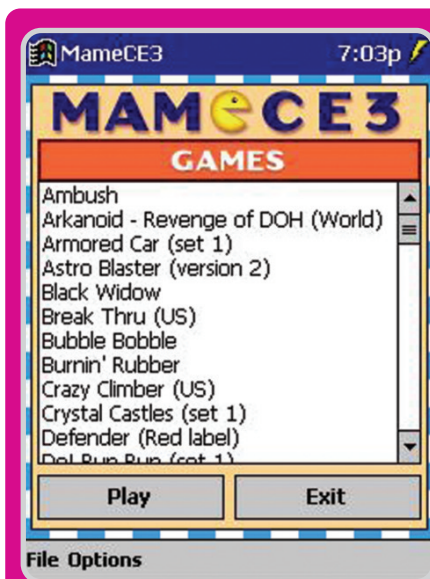 MameCE3 7:03p
MAMeCE3
GAMES
Ambush
Arkanoid - Revenge of DOH (World)
Armored Car (set 1)
Astro Blaster (version 2)
Black Widow
Break Thru (US)
Bubble Bobble
Burnin' Rubber
Crazy Climber (US)
Crystal Castles (set 1)
Defender (Red label)
Play Exit
File Options